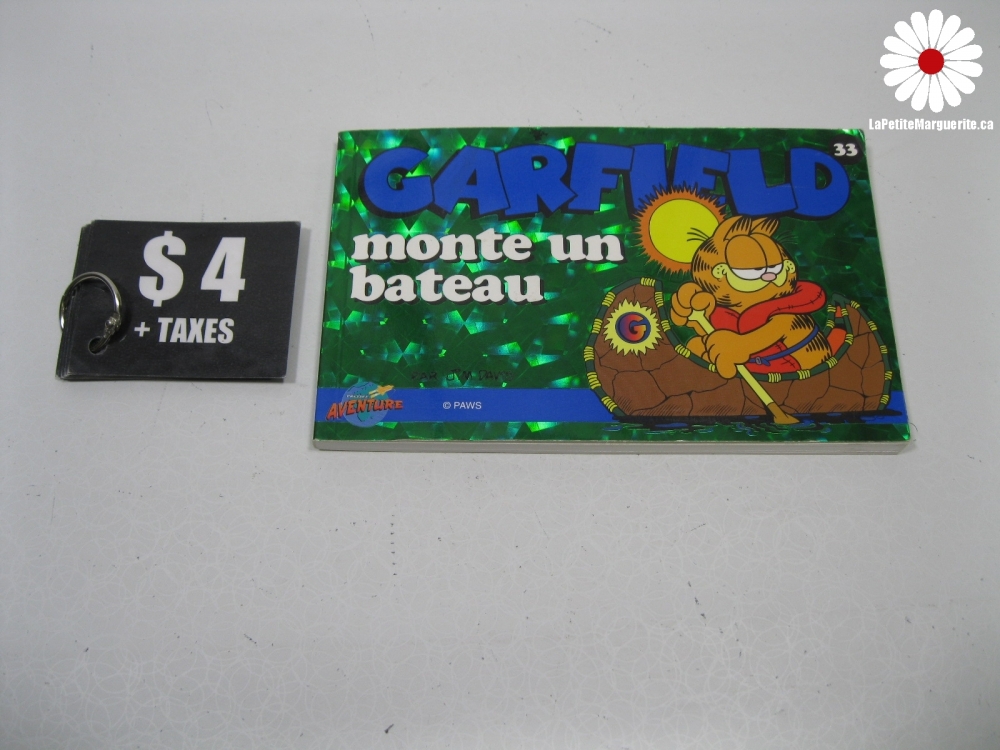 LaPetiteMarguerite.ca
$4
+ TAXES
GARFIELD
33
monte un
bateau
G
AVENTURE
© PAWS